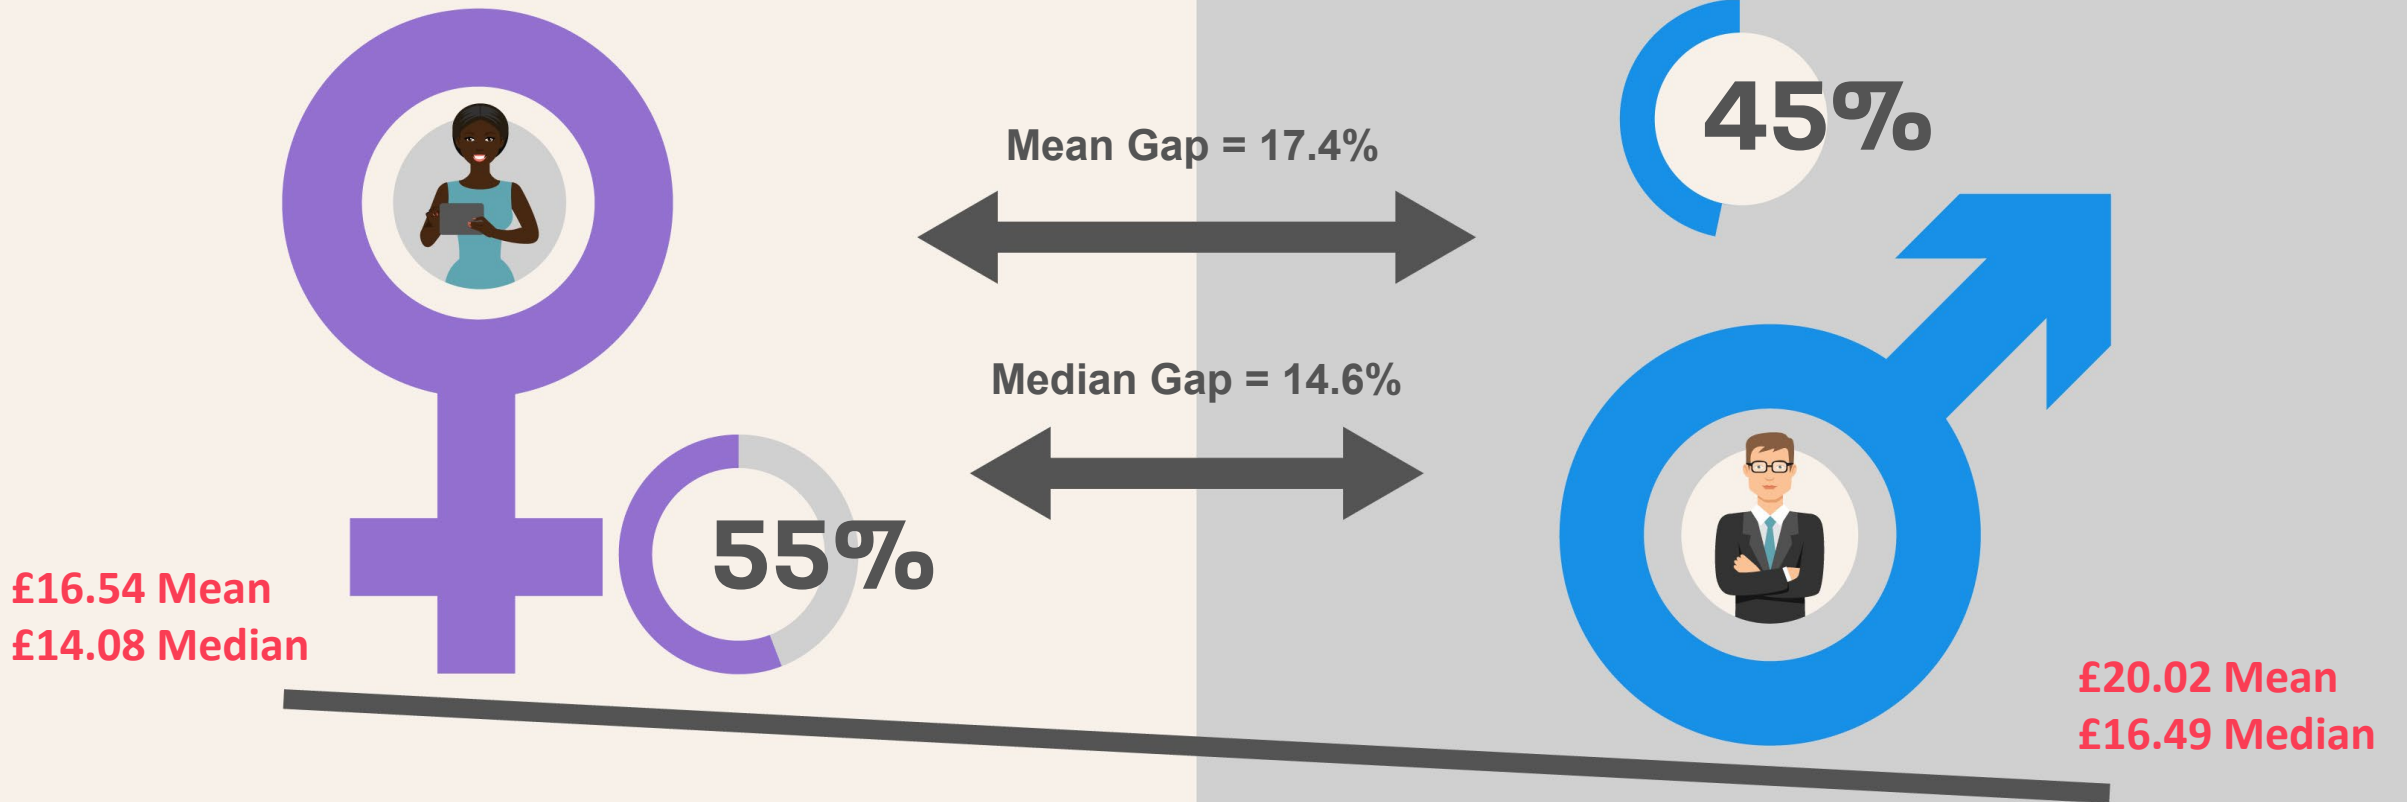 45%
Mean Gap = 17.4%
Median Gap = 14.6%
55%
£16.54 Mean
£14.08 Median
£20.02 Mean
£16.49 Median